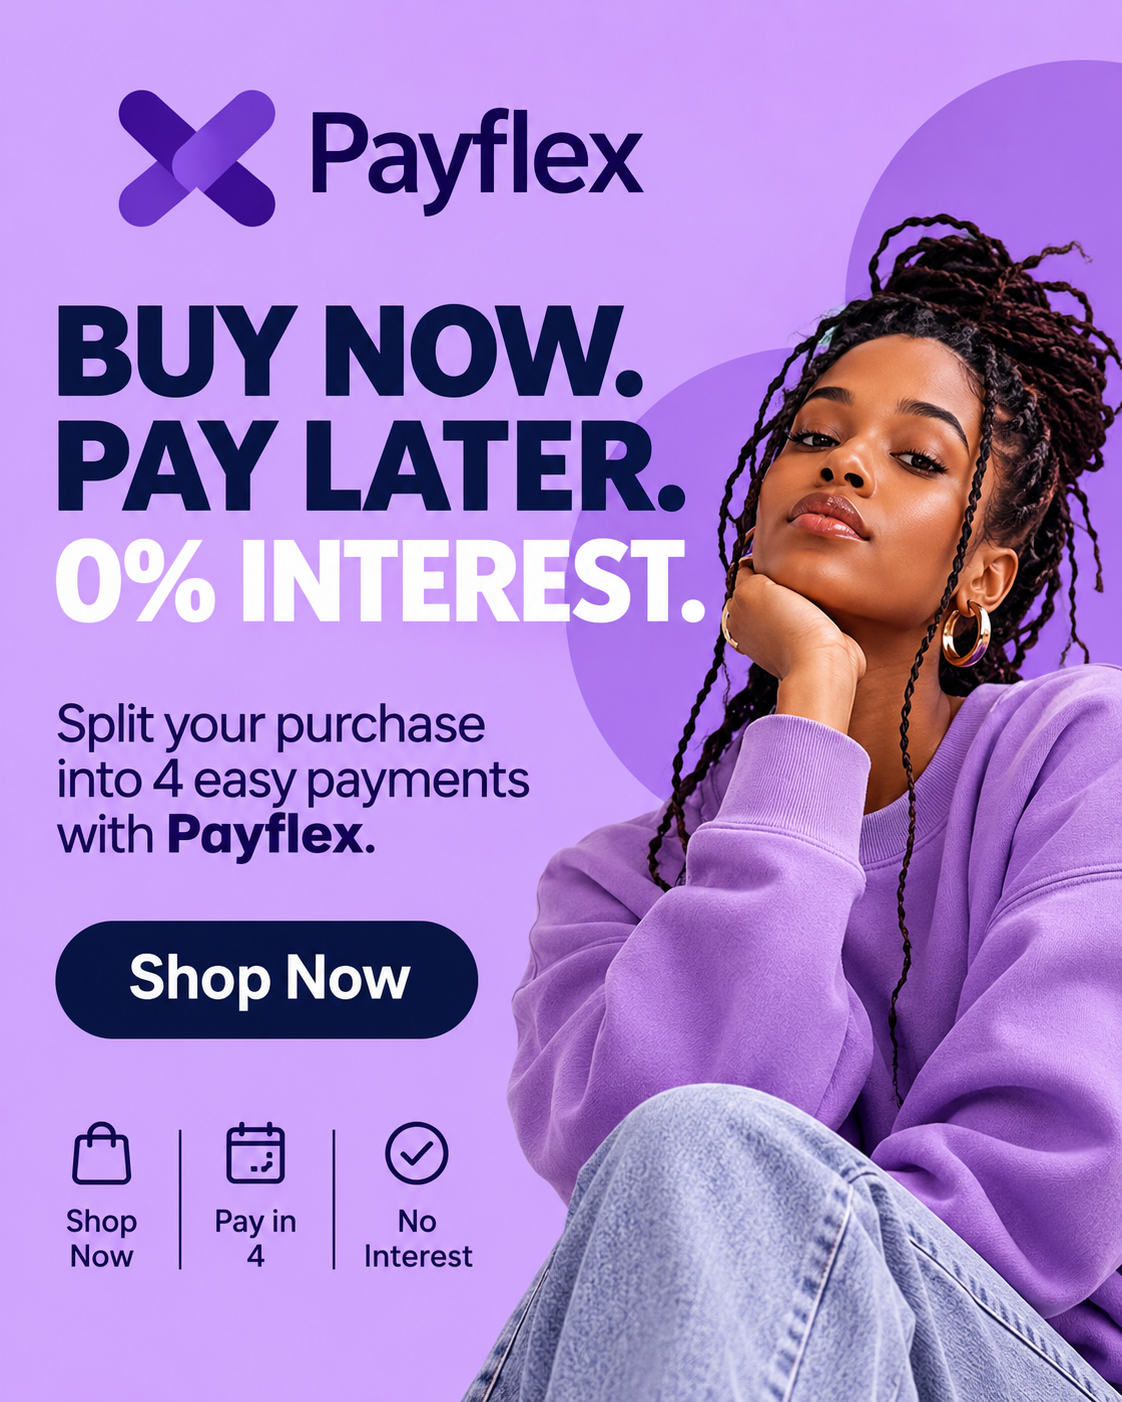 Payflex
BUY NOW.
PAY LATER.
0% INTEREST.
Split your purchase
into 4 easy payments
with Payflex.
Shop Now
Shop
Now
Pay in
4
No
Interest